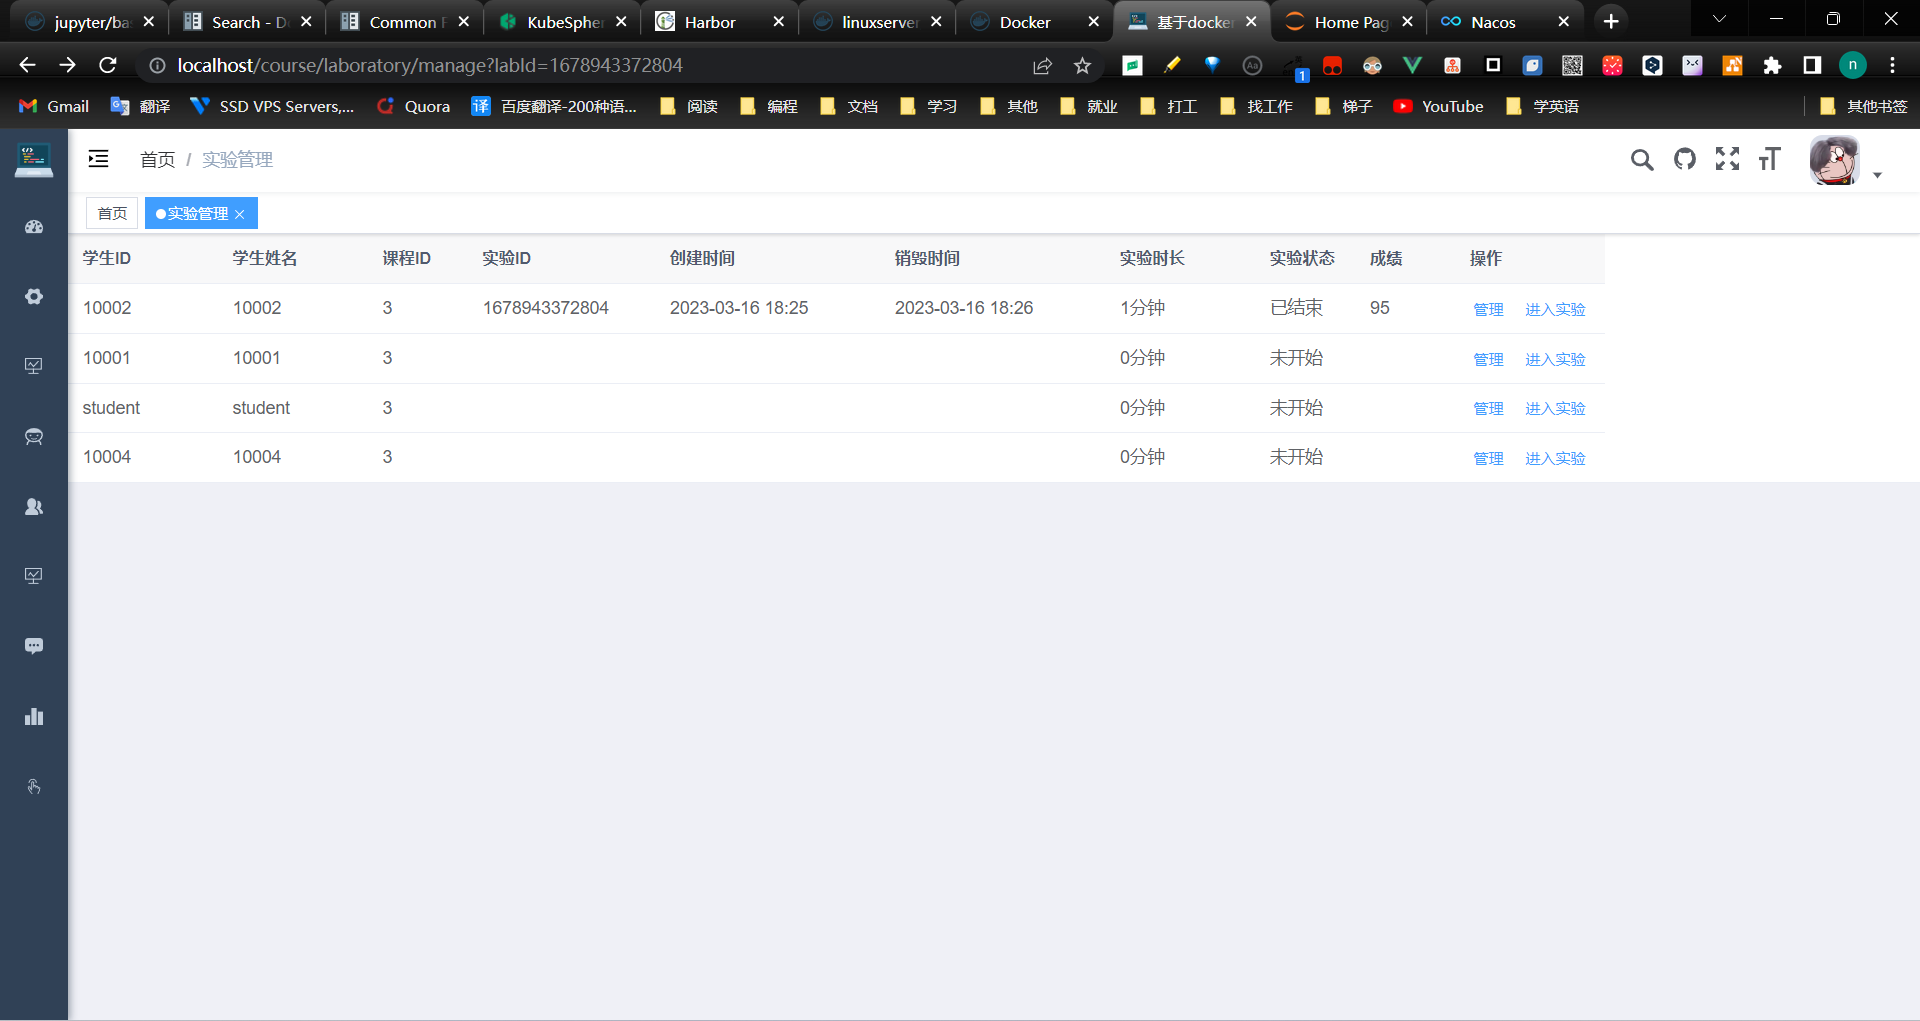 jupyter/ba Search - D Common F KubeSpher Harbor linuxserver Docker 基于docker Home Pag Nacos
localhost/course/laboratory/manage?labId=1678943372804 1 n
Gmail 翻译 SSD VPS Servers,... Quora 译 百度翻译-200种语... 阅读 编程 文档 学习 其他 就业 打工 找工作 梯子 YouTube 学英语 其他书签
首页 / 实验管理
首页 实验管理
学生ID 学生姓名 课程ID 实验ID 创建时间 销毁时间 实验时长 实验状态 成绩 操作
10002 10002 3 1678943372804 2023-03-16 18:25 2023-03-16 18:26 1分钟 已结束 95 管理 进入实验
10001 10001 3 0分钟 未开始 管理 进入实验
student student 3 0分钟 未开始 管理 进入实验
10004 10004 3 0分钟 未开始 管理 进入实验